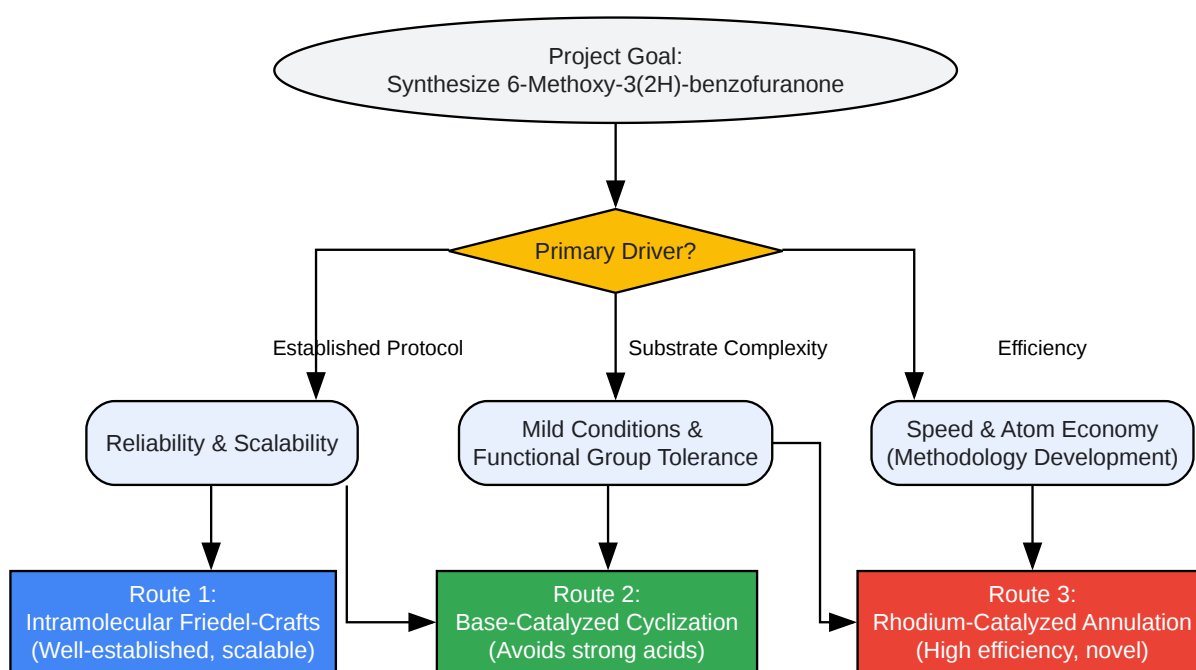 Project Goal:
Synthesize 6-Methoxy-3(2H)-benzofuranone
Primary Driver?
Established Protocol
Substrate Complexity
Efficiency
Reliability & Scalability
Mild Conditions &
Functional Group Tolerance
Speed & Atom Economy
(Methodology Development)
Route 1:
Intramolecular Friedel-Crafts
(Well-established, scalable)
Route 2:
Base-Catalyzed Cyclization
(Avoids strong acids)
Route 3:
Rhodium-Catalyzed Annulation
(High efficiency, novel)